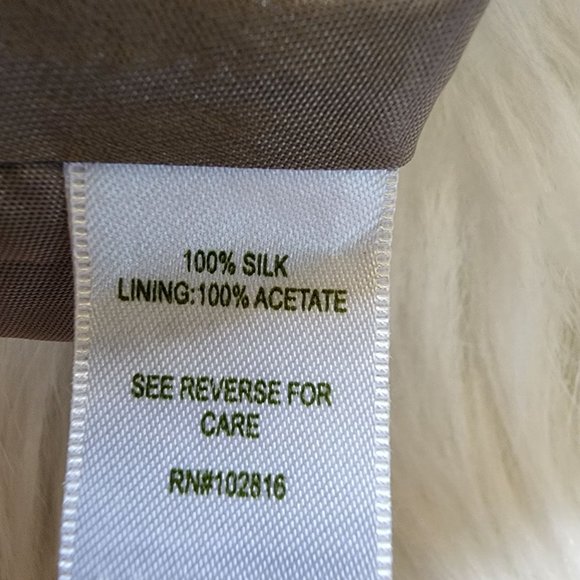 100% SILK
LINING:100% ACETATE
SEE REVERSE FOR
CARE
RN#102816